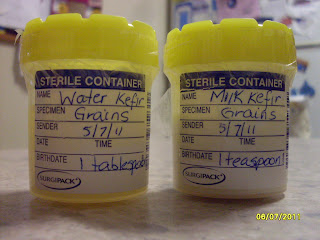 STERILE CONTAINER
NAME Water Kefir
SPECIMEN Grains
SENDER 5/7/11
DATE TIME
BIRTHDATE 1 tablespoon
SURGIPACK
STERILE CONTAINER
NAME Milk Kefir
SPECIMEN Grains
SENDER 5/7/11
DATE TIME
BIRTHDATE 1 teaspoon
SURGIPACK
06/07/2011